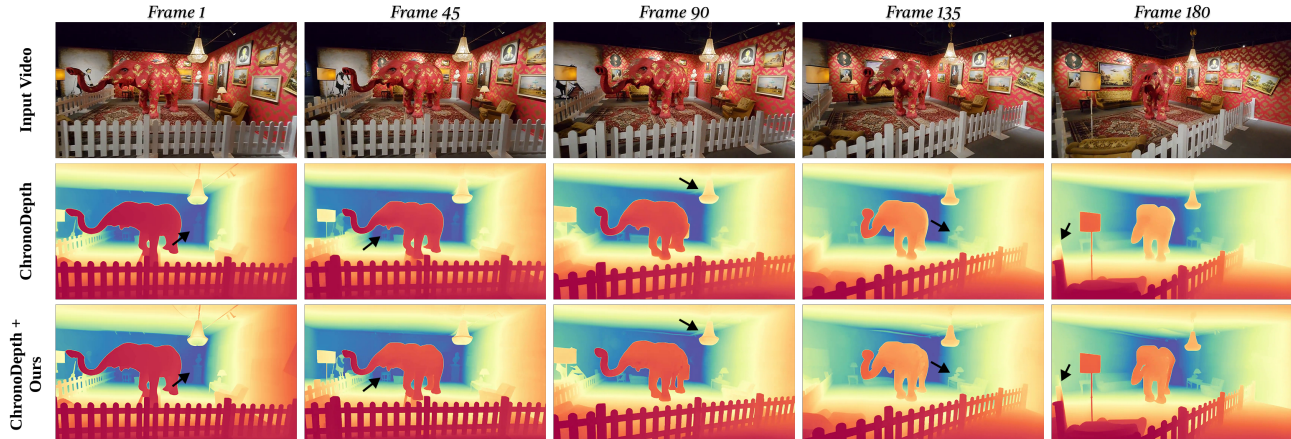 Frame 1
Frame 45
Frame 90
Frame 135
Frame 180
Input Video
ChronoDepth
ChronoDepth +
Ours